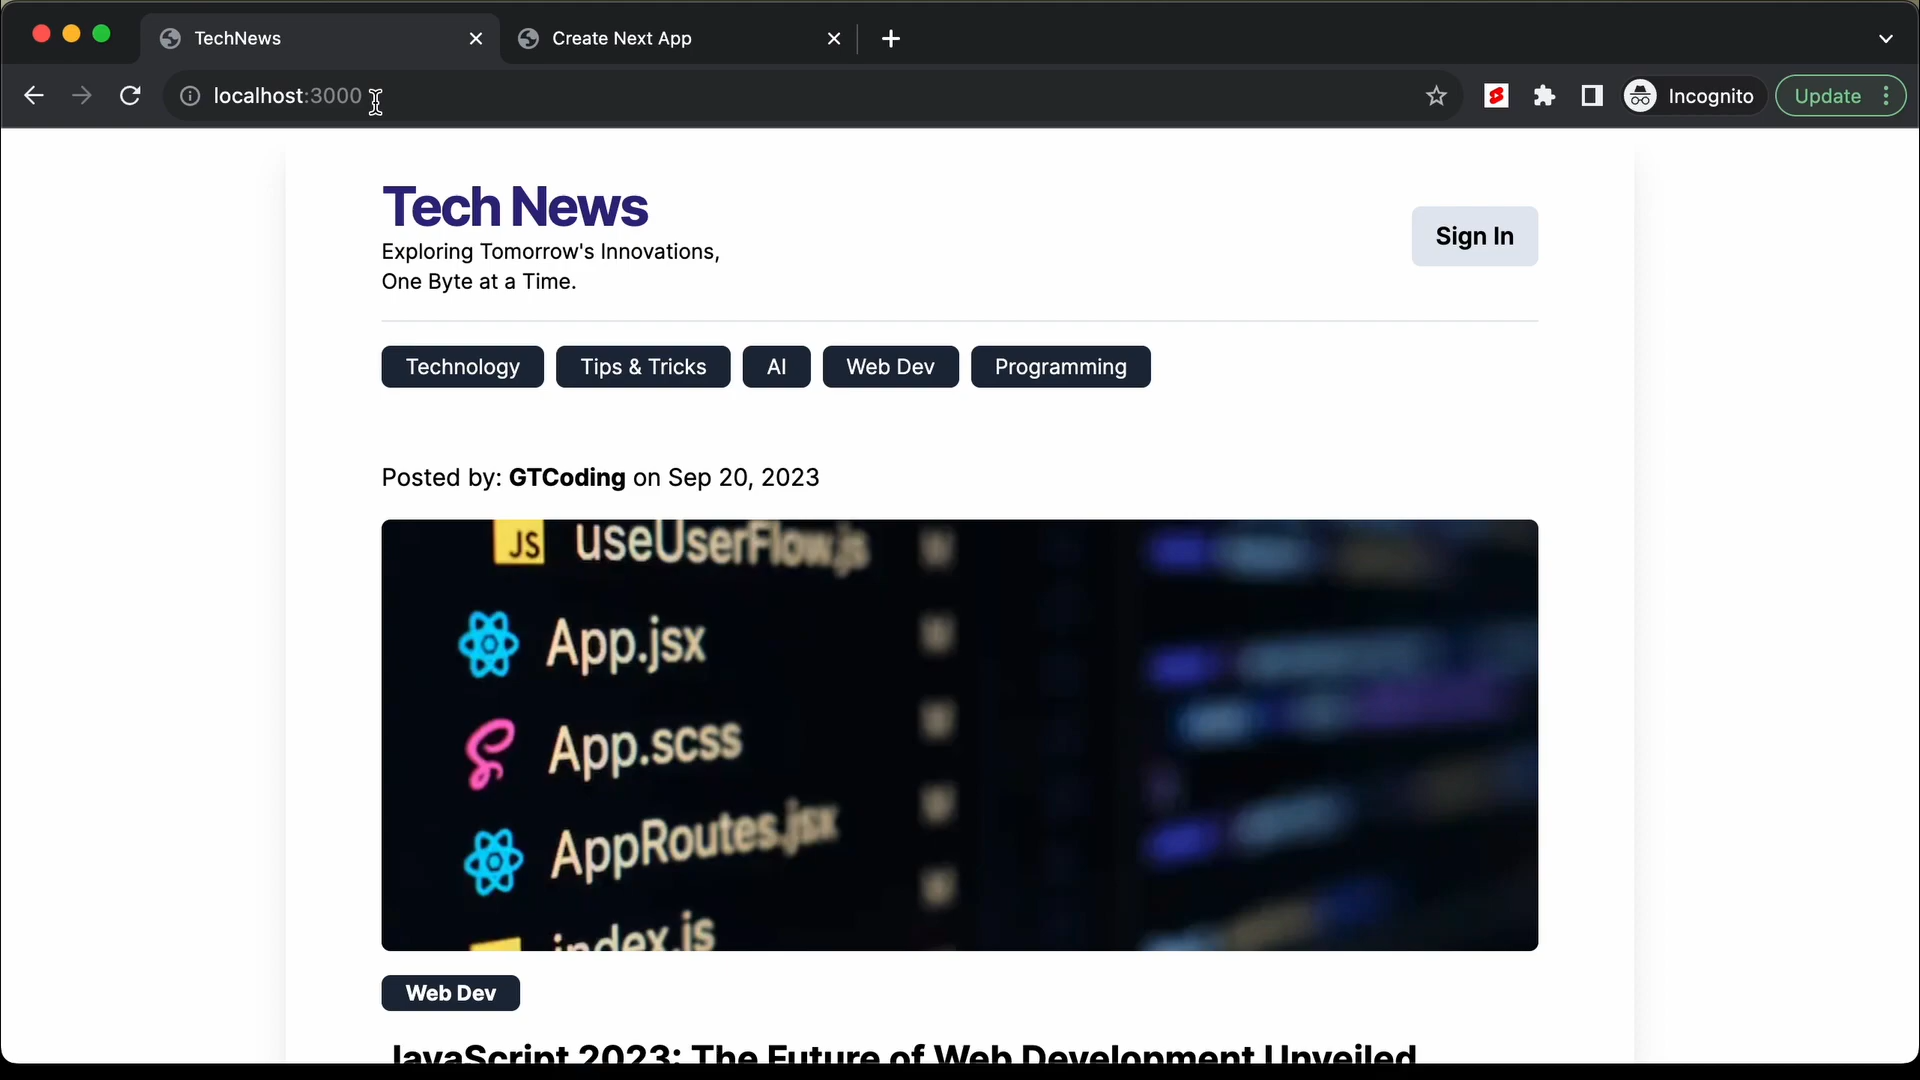 TechNews
Create Next App
localhost:3000
Incognito
Update
Tech News
Exploring Tomorrow's Innovations,
One Byte at a Time.
Sign In
Technology
Tips & Tricks
AI
Web Dev
Programming
Posted by: GTCoding on Sep 20, 2023
JS useUserFlow.js
App.jsx
App.scss
AppRoutes.jsx
index.js
Web Dev
JavaScript 2023: The Future of Web Development Unveiled